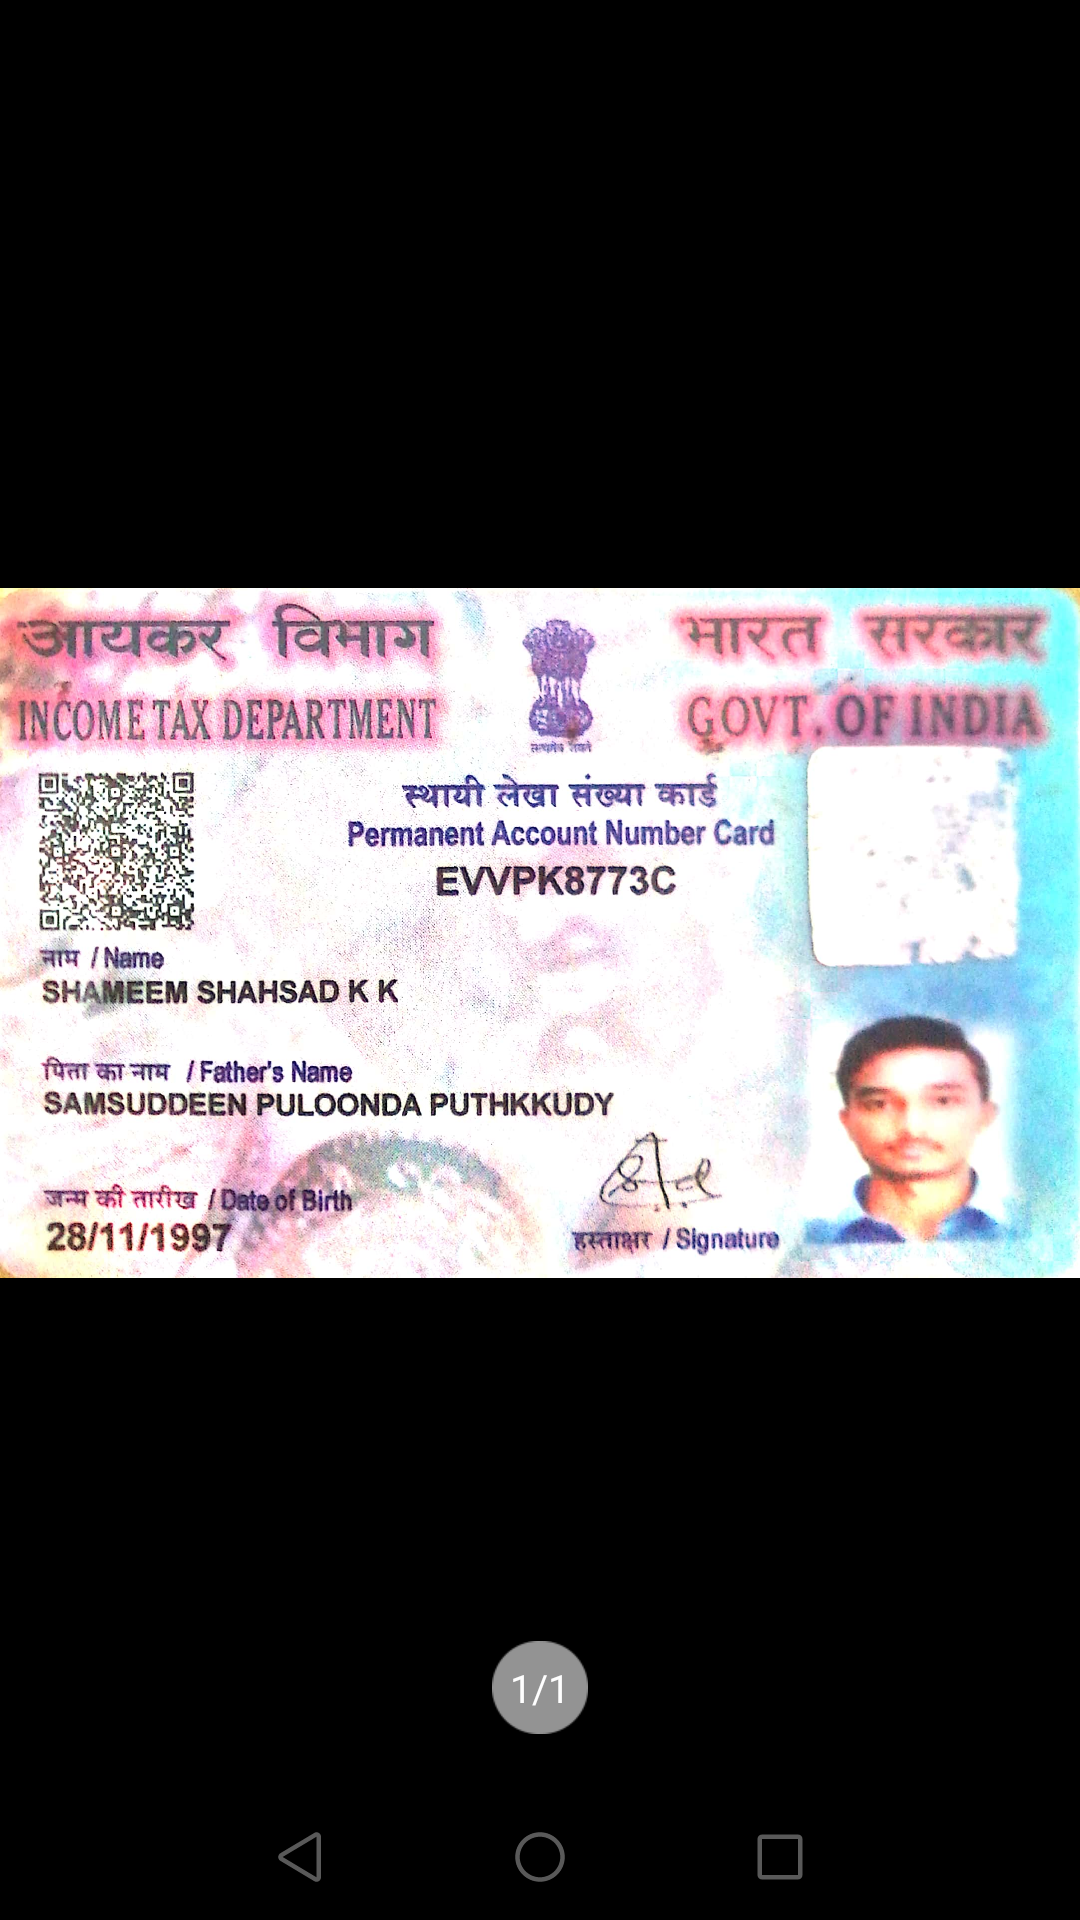 आयकर विभाग
INCOME TAX DEPARTMENT
भारत सरकार
GOVT. OF INDIA
सत्यमेव जयते
स्थायी लेखा संख्या कार्ड
Permanent Account Number Card
EVVPK8773C
नाम / Name
SHAMEEM SHAHSAD K K
पिता का नाम / Father's Name
SAMSUDDEEN PULOONDA PUTHKKUDY
जन्म की तारीख / Date of Birth
28/11/1997
हस्ताक्षर / Signature
1/1